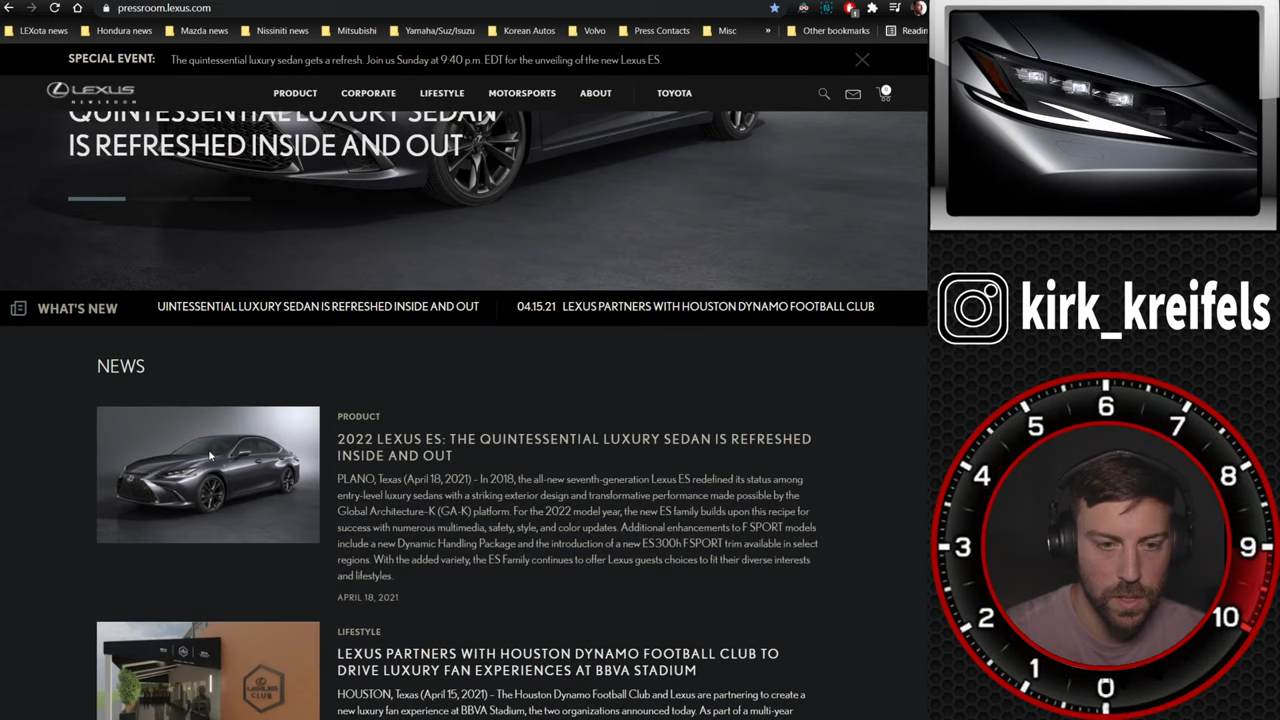 pressroom.lexus.com
LEXota news
Hondura news
Mazda news
Nissiniti news
Mitsubishi
Yamaha/Suz/Isuzu
Korean Autos
Volvo
Press Contacts
Misc
»
Other bookmarks
Readin
SPECIAL EVENT: The quintessential luxury sedan gets a refresh. Join us Sunday at 9:40 p.m. EDT for the unveiling of the new Lexus ES.
LEXUS
NEWSROOM
PRODUCT
CORPORATE
LIFESTYLE
MOTORSPORTS
ABOUT
TOYOTA
0
QUINTESSENTIAL LUXURY SEDAN
IS REFRESHED INSIDE AND OUT
WHAT'S NEW
UINTESSENTIAL LUXURY SEDAN IS REFRESHED INSIDE AND OUT
04.15.21 LEXUS PARTNERS WITH HOUSTON DYNAMO FOOTBALL CLUB
NEWS
PRODUCT
2022 LEXUS ES: THE QUINTESSENTIAL LUXURY SEDAN IS REFRESHED
INSIDE AND OUT
PLANO, Texas (April 18, 2021) – In 2018, the all-new seventh-generation Lexus ES redefined its status among
entry-level luxury sedans with a striking exterior design and transformative performance made possible by the
Global Architecture-K (GA-K) platform. For the 2022 model year, the new ES family builds upon this recipe for
success with numerous multimedia, safety, style, and color updates. Additional enhancements to F SPORT models
include a new Dynamic Handling Package and the introduction of a new ES 300h F SPORT trim available in select
regions. With the added variety, the ES Family continues to offer Lexus guests choices to fit their diverse interests
and lifestyles.
APRIL 18, 2021
LIFESTYLE
LEXUS PARTNERS WITH HOUSTON DYNAMO FOOTBALL CLUB TO
DRIVE LUXURY FAN EXPERIENCES AT BBVA STADIUM
HOUSTON, Texas (April 15, 2021) – The Houston Dynamo Football Club and Lexus are partnering to create a
new luxury fan experience at BBVA Stadium, the two organizations announced today. As part of a multi-year
CLUB
kirk_kreifels
0
1
2
3
4
5
6
7
8
9
10